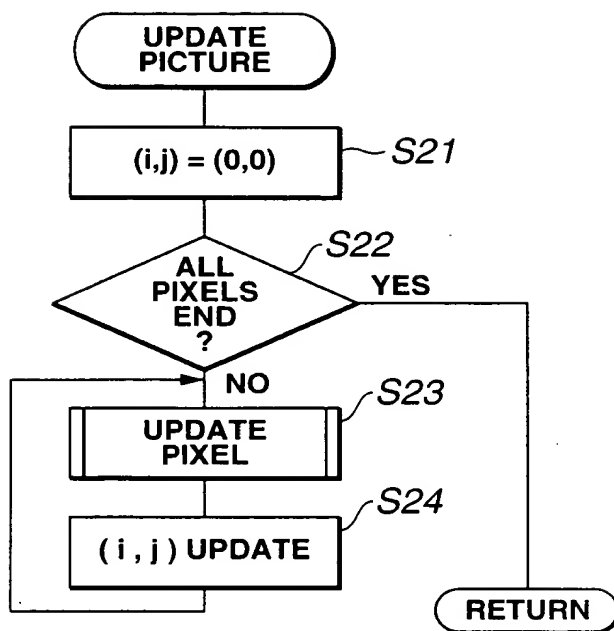 UPDATE
PICTURE
(i,j) = (0,0)
S21
S22
ALL
PIXELS
END
?
YES
NO
S23
UPDATE
PIXEL
S24
( i , j ) UPDATE
RETURN